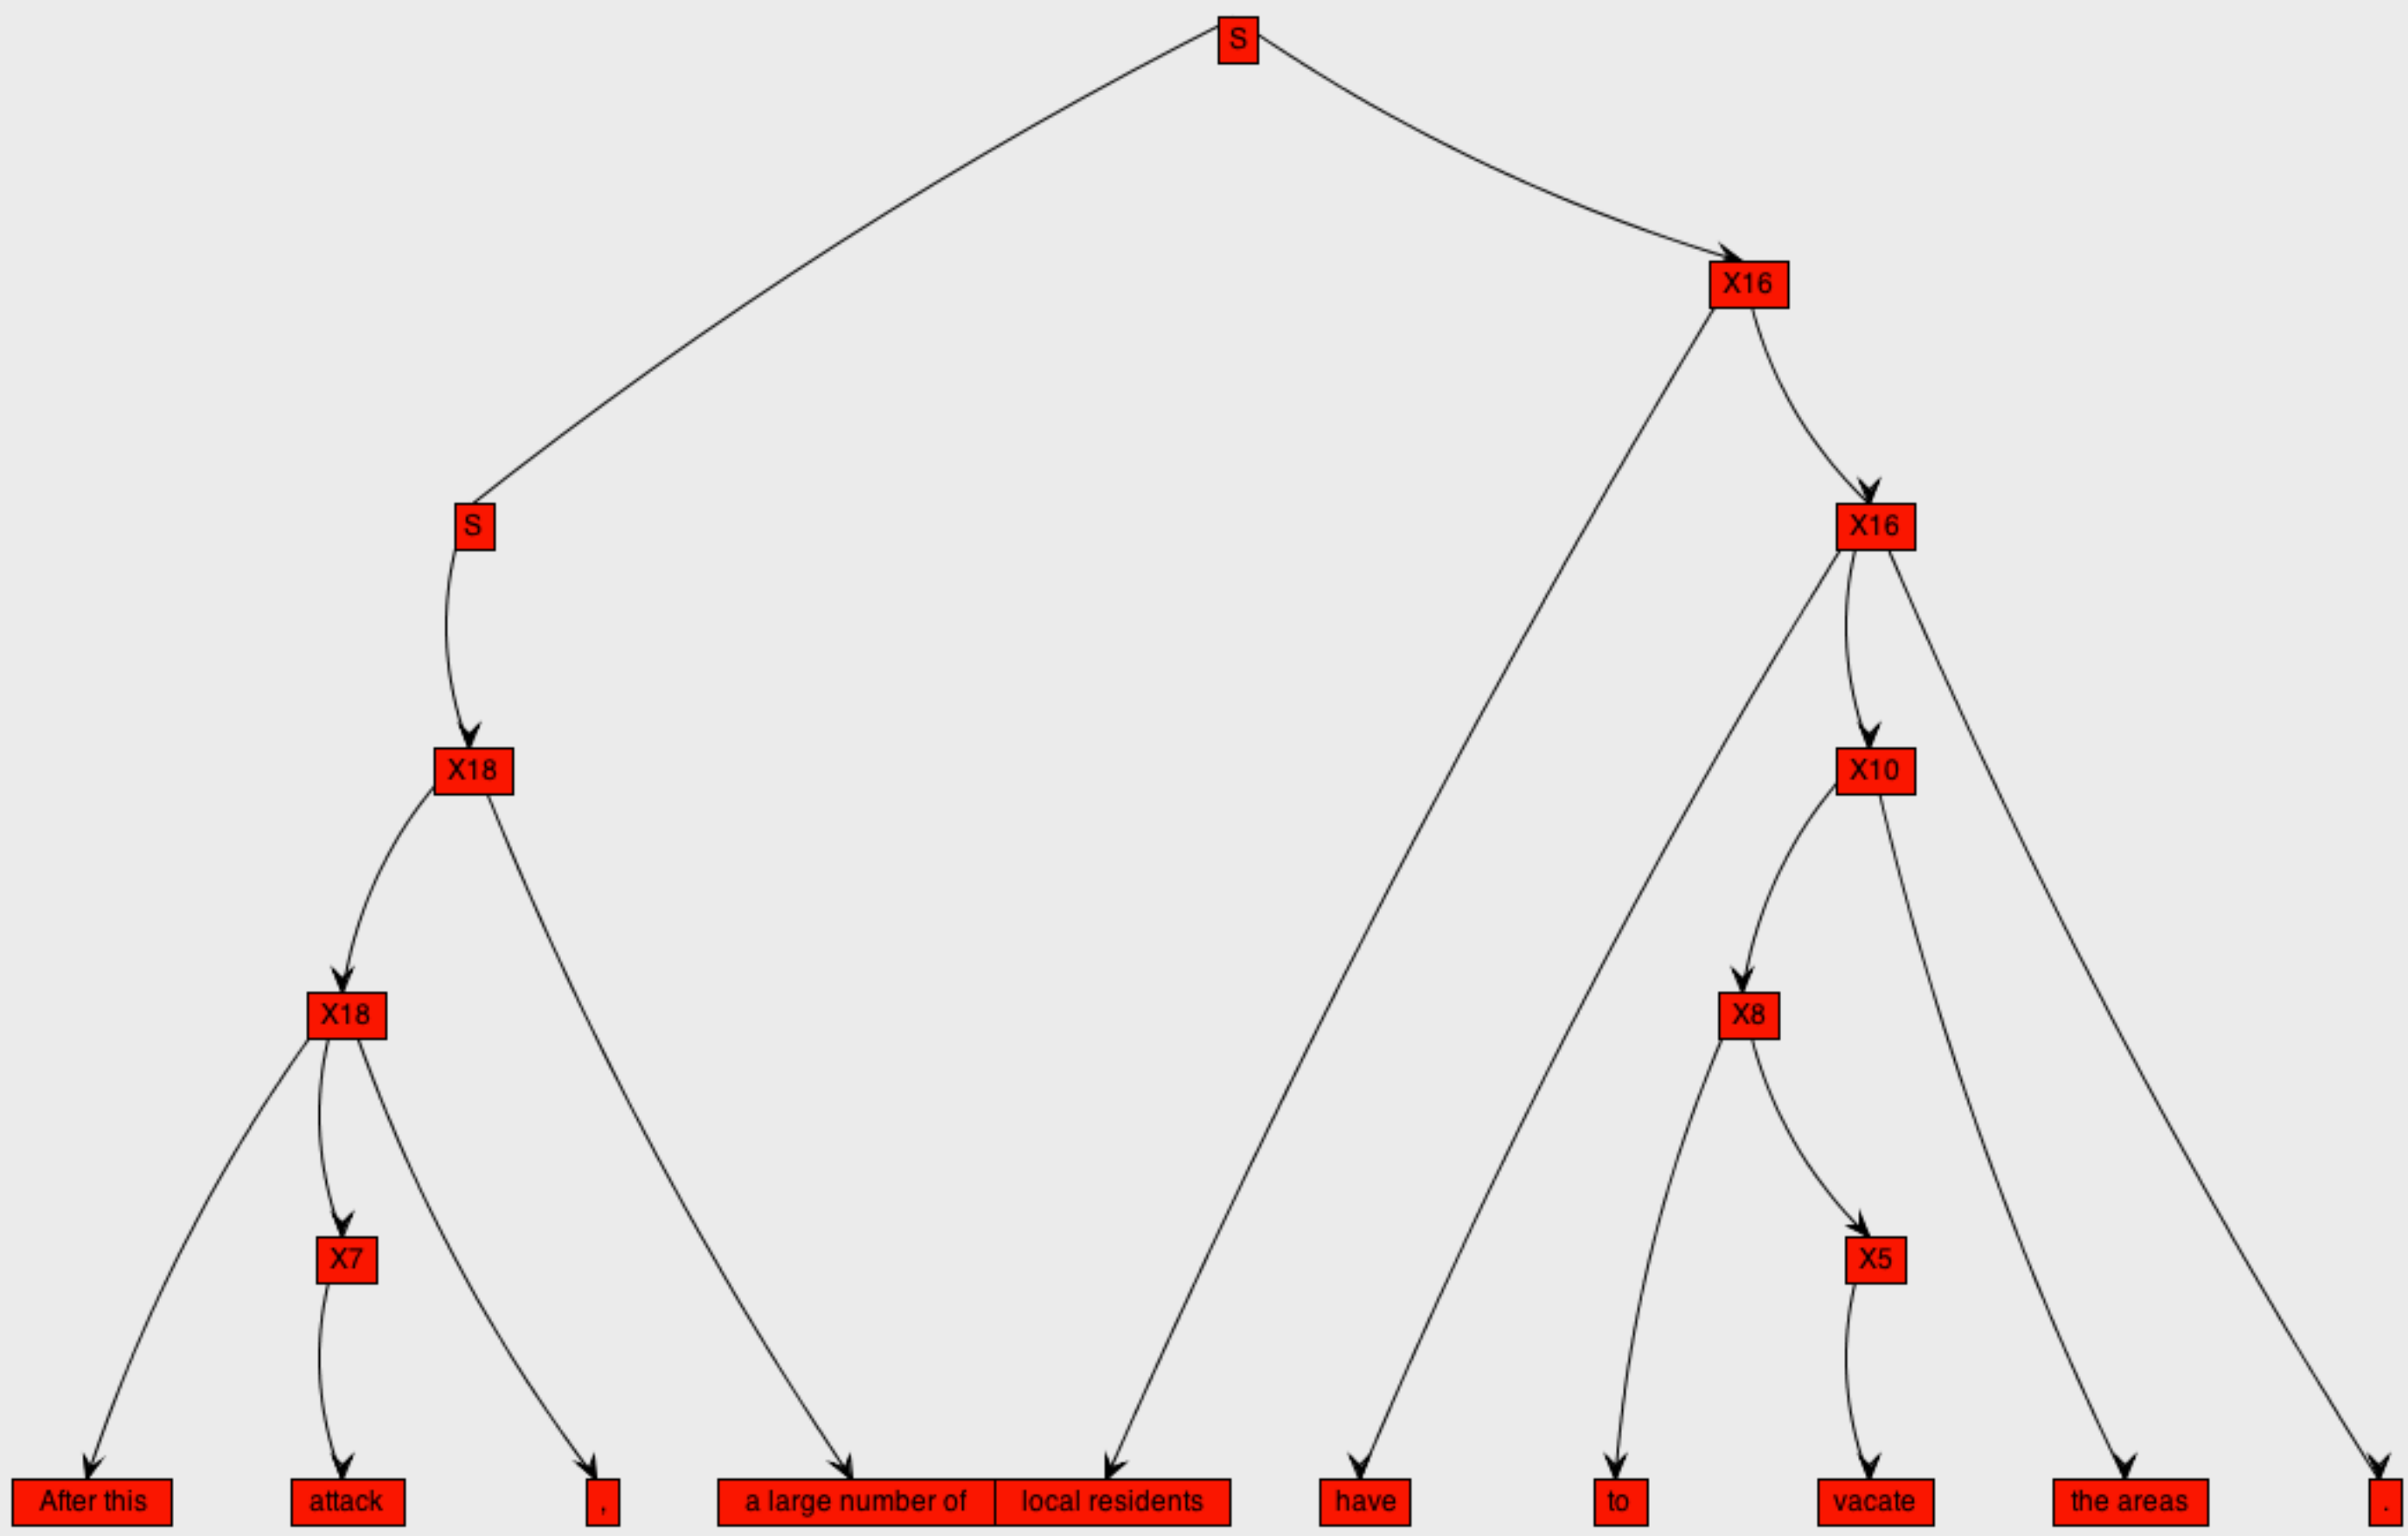 S
X16
S X16
X18 X10
X18 X8
X7 X5
After this attack , a large number of local residents have to vacate the areas .